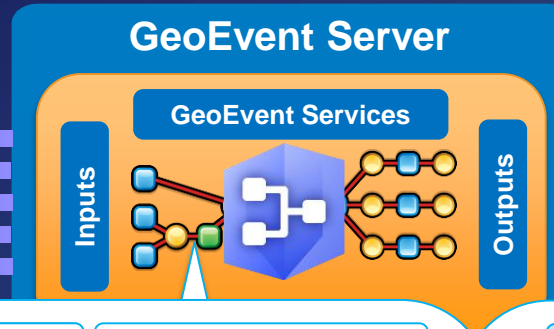 GeoEvent Server
GeoEvent Services
Inputs
Outputs